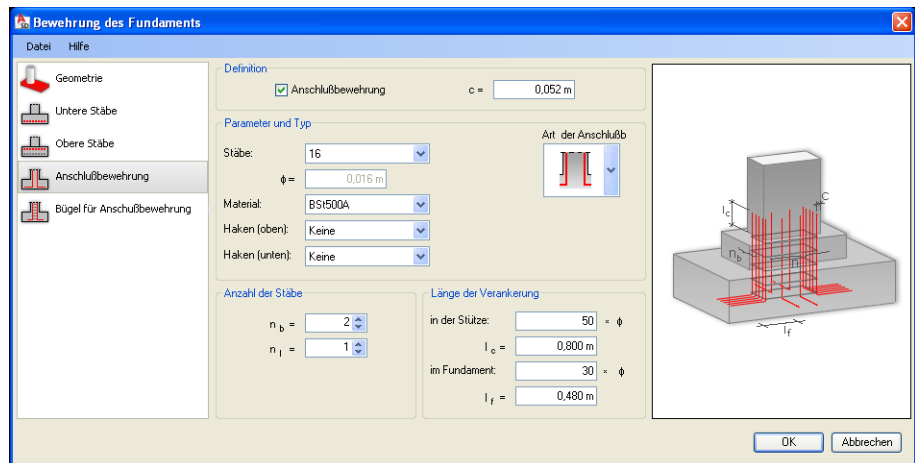 Bewehrung des Fundaments
Datei Hilfe
Geometrie
Untere Stäbe
Obere Stäbe
Anschlußbewehrung
Bügel für Anschußbewehrung
Definition
Anschlußbewehrung c = 0,052 m
Parameter und Typ
Art der Anschlußb
Stäbe: 16
ϕ = 0,016 m
Material: BSt500A
Haken (oben): Keine
Haken (unten): Keine
Anzahl der Stäbe
n b = 2
n l = 1
Länge der Verankerung
in der Stütze: 50 * ϕ
l c = 0,800 m
im Fundament: 30 * ϕ
l f = 0,480 m
l c
C
n b
n
l f
OK Abbrechen